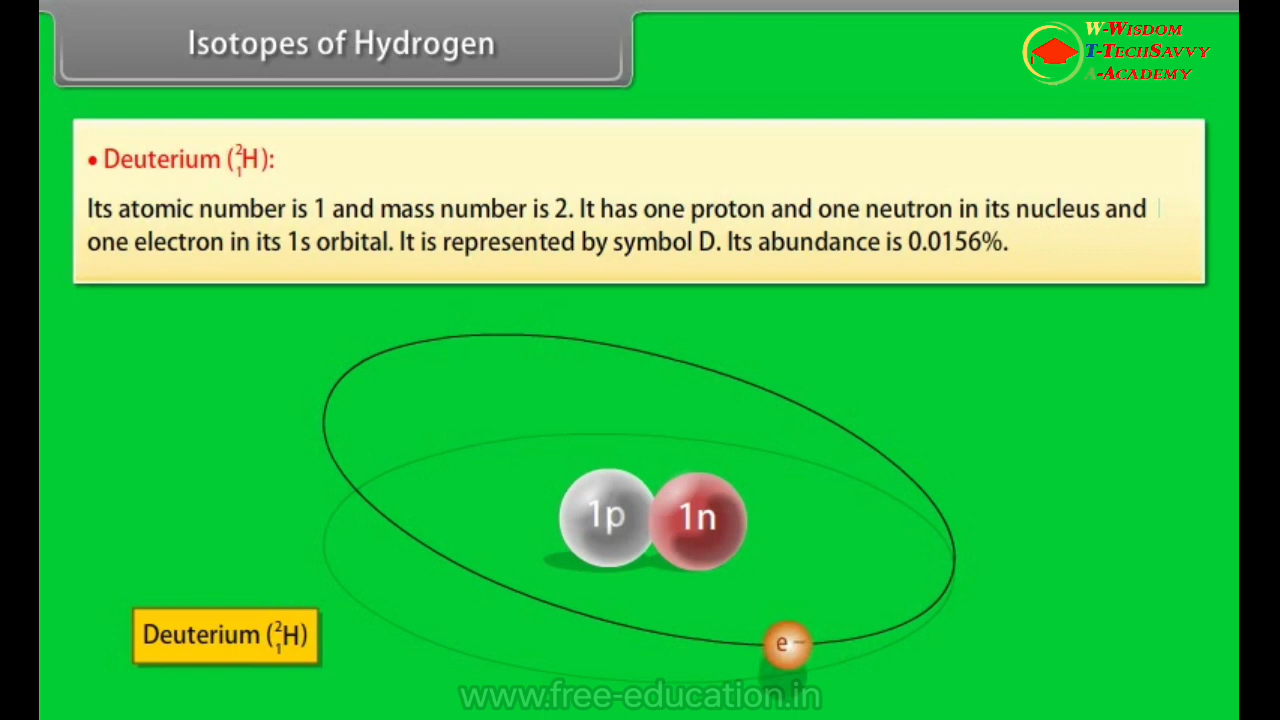 Isotopes of Hydrogen
W-Wisdom
T-TechSavvy
A-Academy
• Deuterium (²₁H):
Its atomic number is 1 and mass number is 2. It has one proton and one neutron in its nucleus and
one electron in its 1s orbital. It is represented by symbol D. Its abundance is 0.0156%.
1p 1n
e −
Deuterium (²₁H)
www.free-education.in